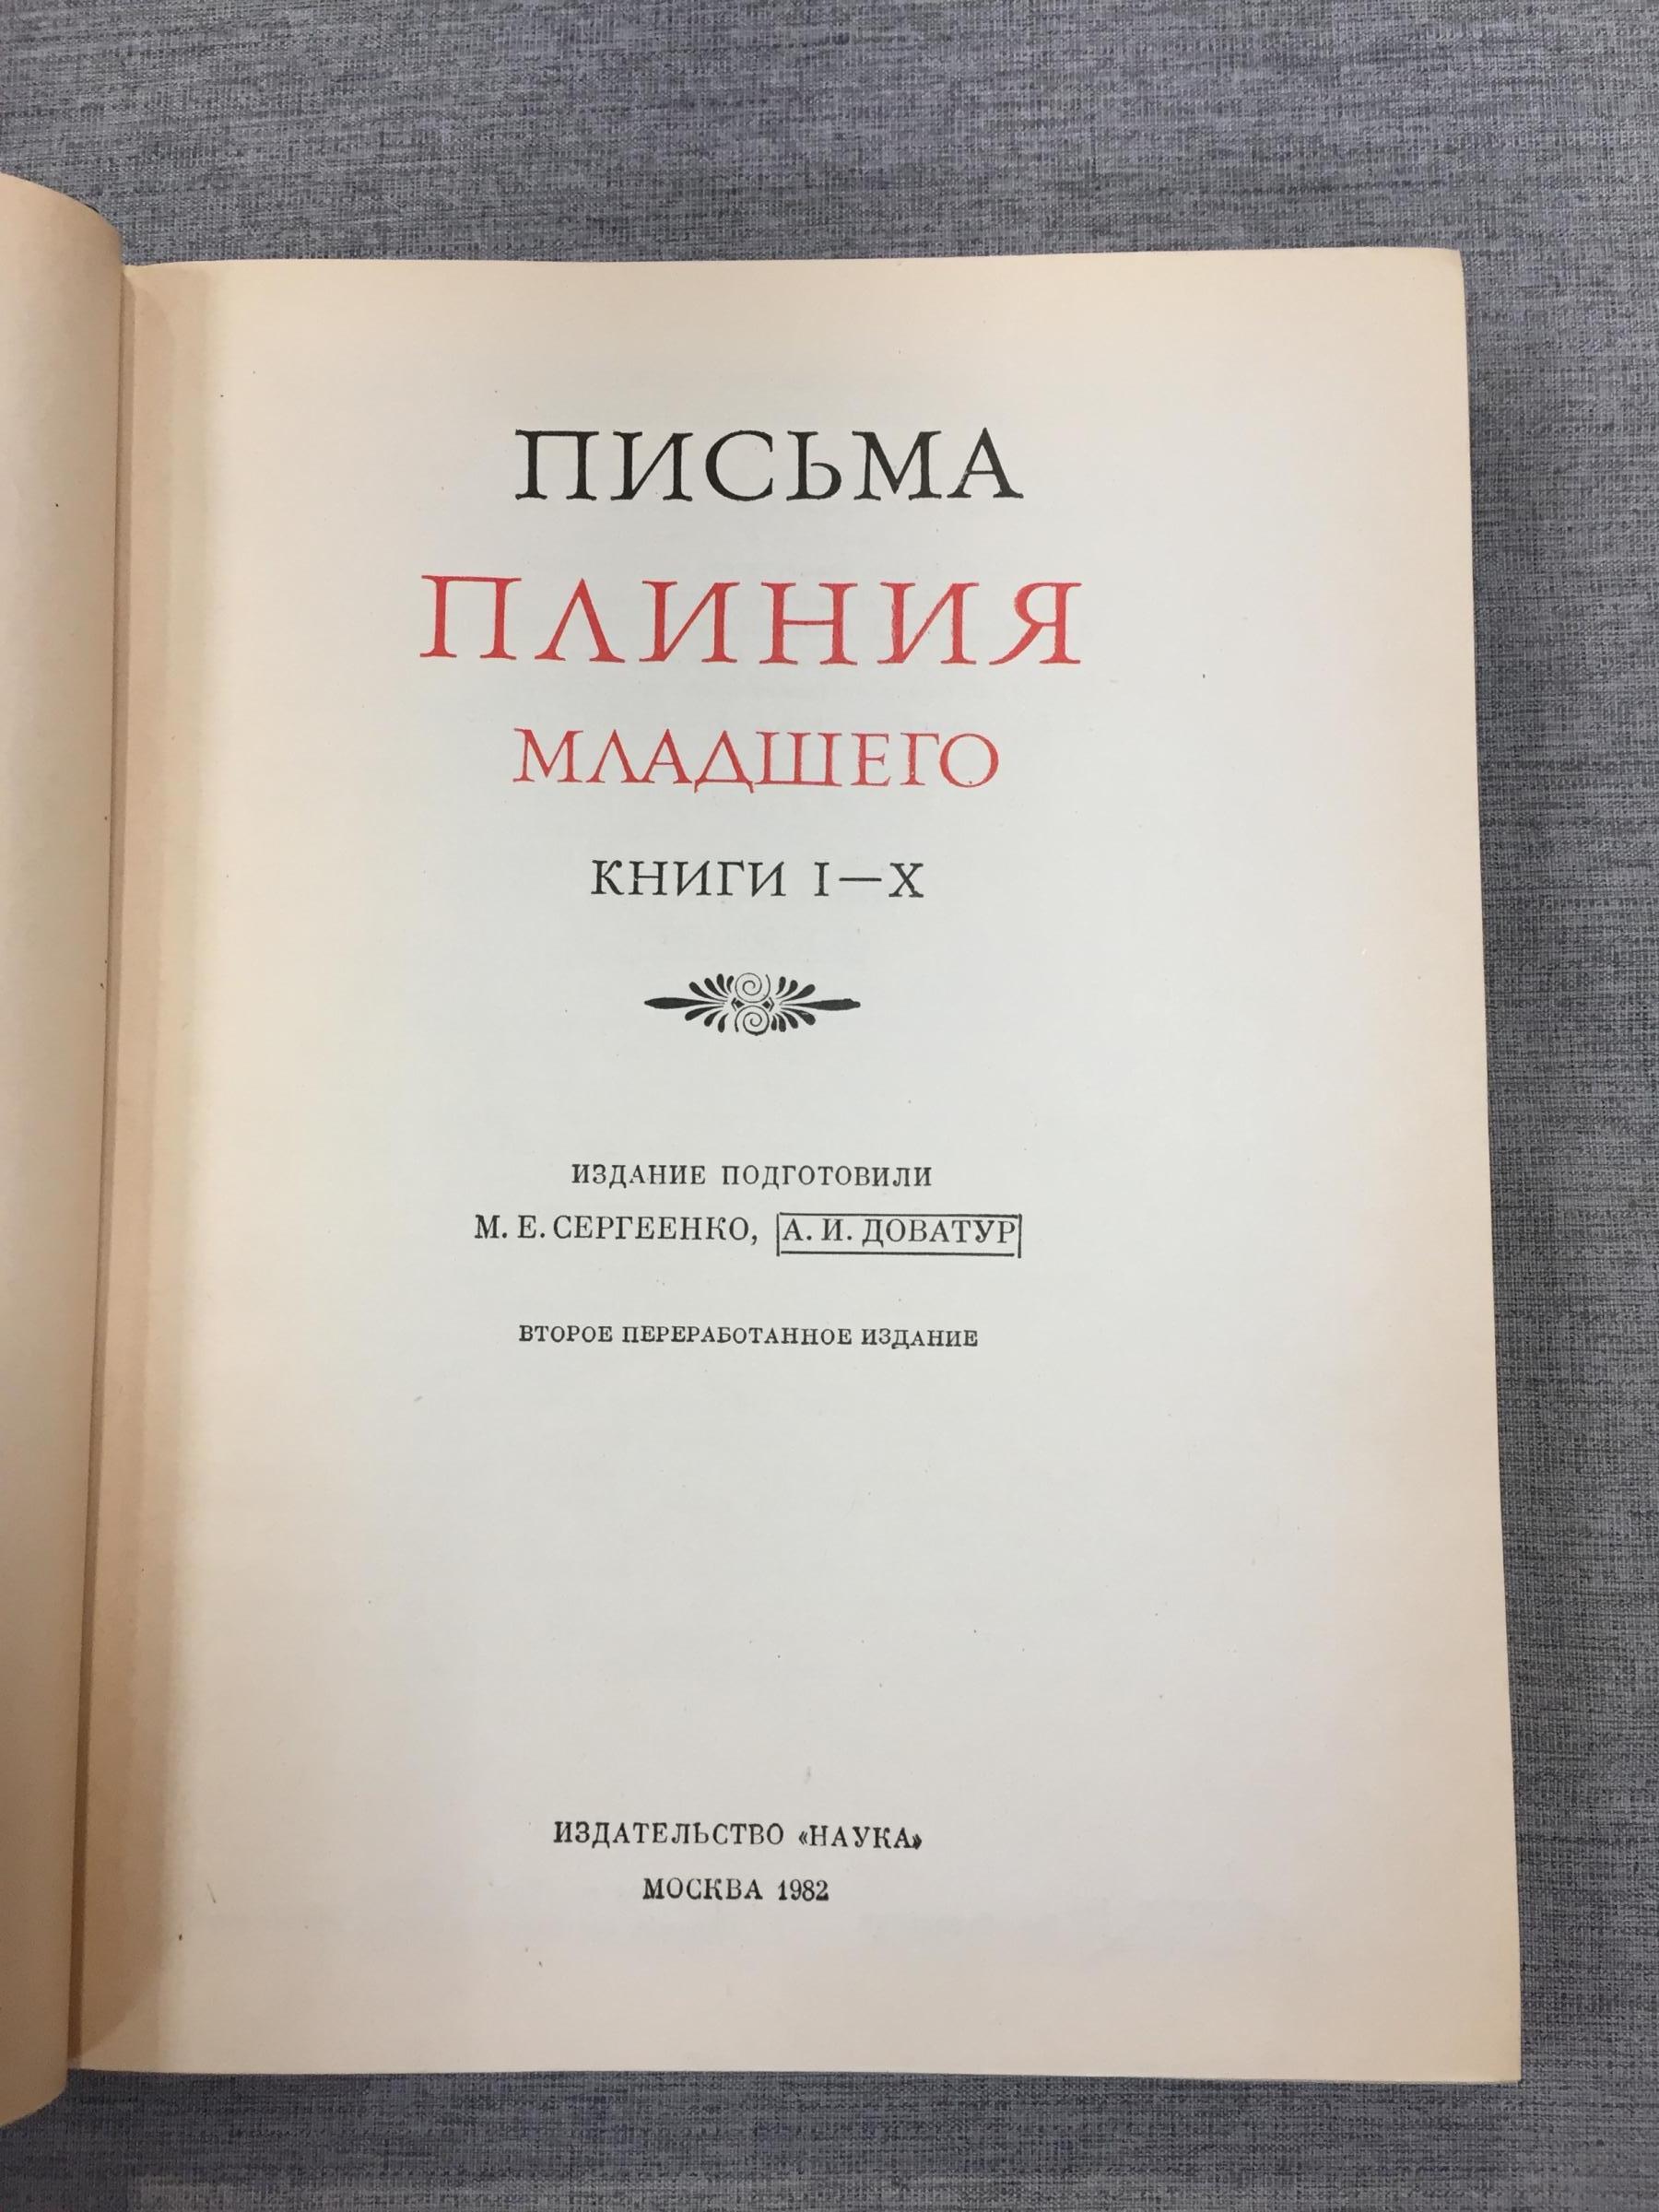 ПИСЬМА
ПЛИНИЯ
МЛАДШЕГО
КНИГИ I—X
ИЗДАНИЕ ПОДГОТОВИЛИ
М. Е. СЕРГЕЕНКО, А. И. ДОВАТУР
ВТОРОЕ ПЕРЕРАБОТАННОЕ ИЗДАНИЕ
ИЗДАТЕЛЬСТВО «НАУКА»
МОСКВА 1982